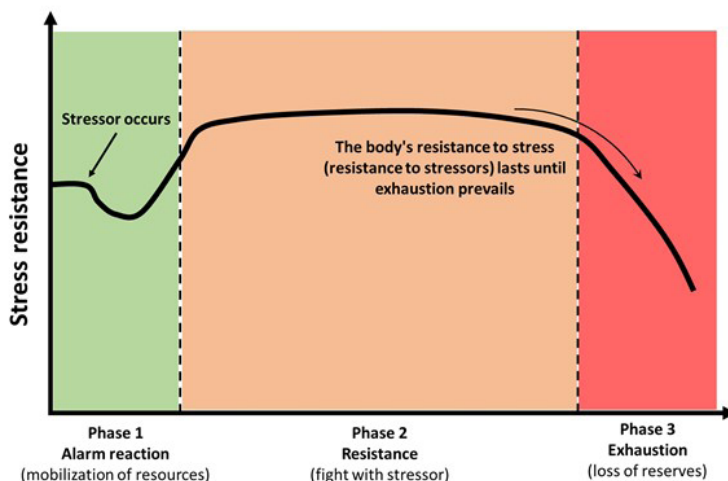 Stressor occurs
The body's resistance to stress
(resistance to stressors) lasts until
exhaustion prevails
Stress resistance
Phase 1
Alarm reaction
(mobilization of resources)
Phase 2
Resistance
(fight with stressor)
Phase 3
Exhaustion
(loss of reserves)